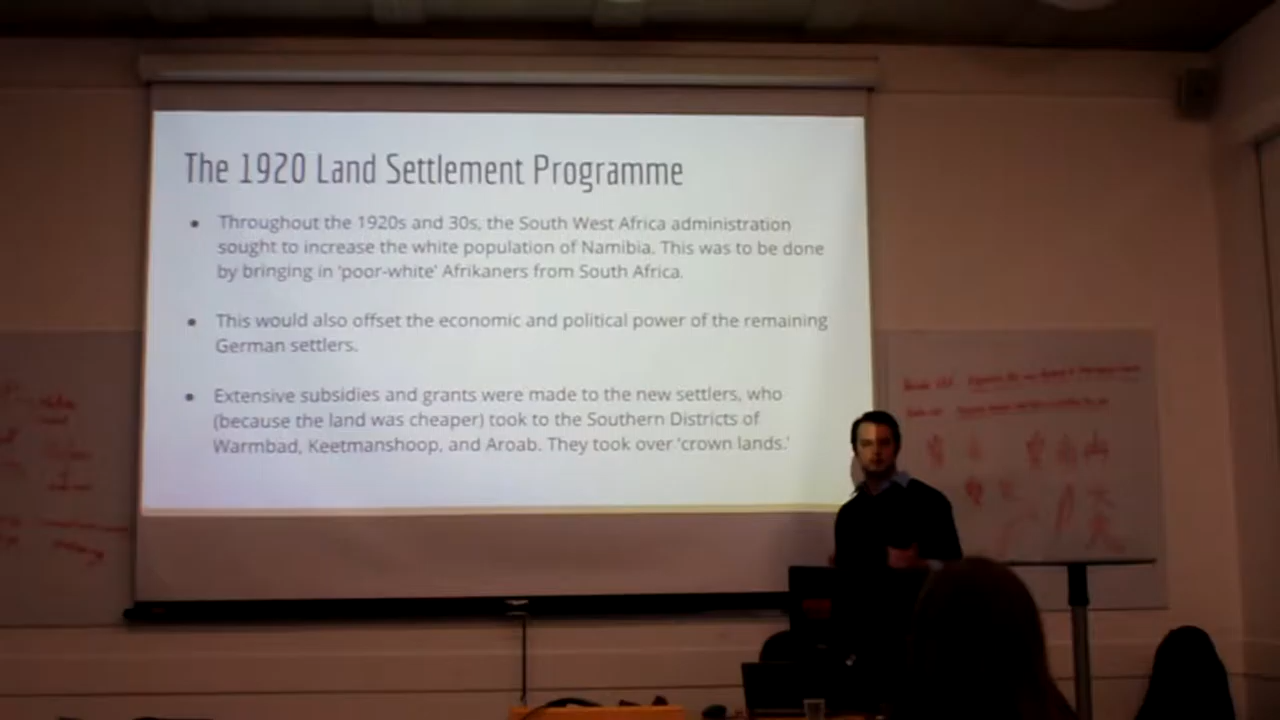 The 1920 Land Settlement Programme
• Throughout the 1920s and 30s, the South West Africa administration
sought to increase the white population of Namibia. This was to be done
by bringing in 'poor-white' Afrikaners from South Africa.
• This would also offset the economic and political power of the remaining
German settlers.
• Extensive subsidies and grants were made to the new settlers, who
(because the land was cheaper) took to the Southern Districts of
Warmbad, Keetmanshoop, and Aroab. They took over 'crown lands.'